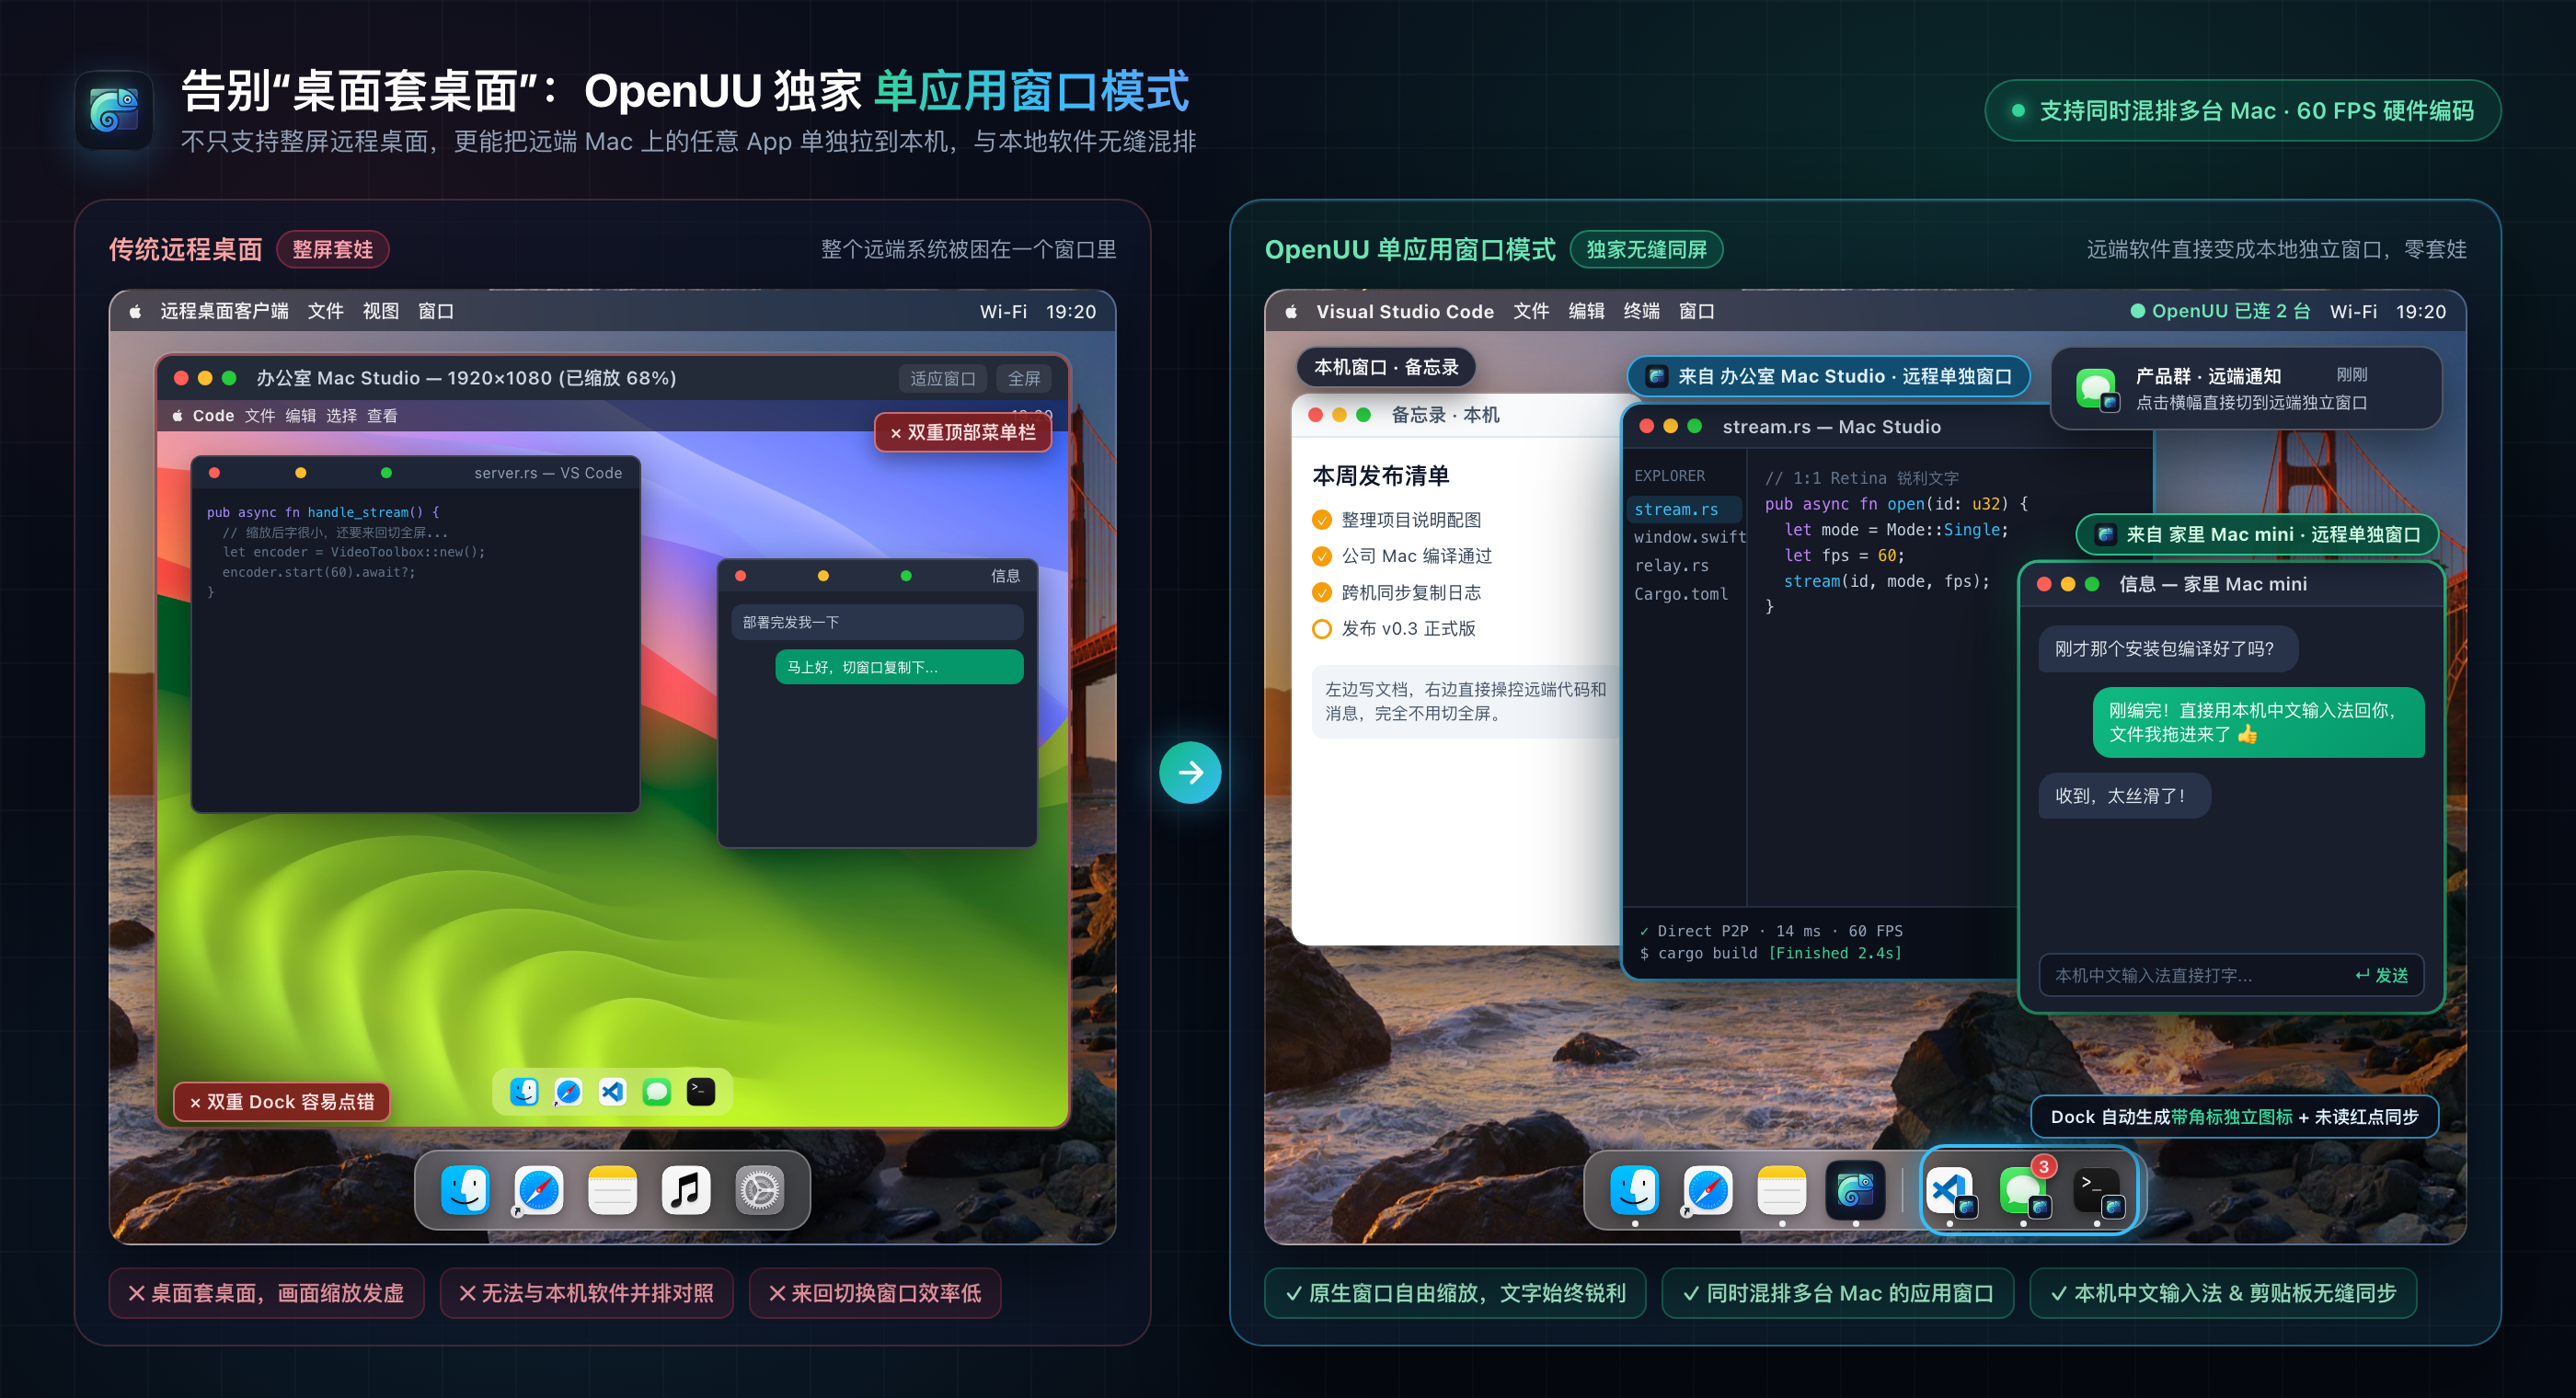 告别“桌面套桌面”：OpenUU 独家 单应用窗口模式
不只支持整屏远程桌面，更能把远端 Mac 上的任意 App 单独拉到本机，与本地软件无缝混排
支持同时混排多台 Mac · 60 FPS 硬件编码
传统远程桌面 整屏套娃 整个远端系统被困在一个窗口里
远程桌面客户端 文件 视图 窗口 Wi-Fi 19:20
办公室 Mac Studio — 1920×1080 (已缩放 68%) 适应窗口 全屏
Code 文件 编辑 选择 查看
× 双重顶部菜单栏
server.rs — VS Code
pub async fn handle_stream() {
// 缩放后字很小，还要来回切全屏...
let encoder = VideoToolbox::new();
encoder.start(60).await?;
}
信息
部署完发我一下
马上好，切窗口复制下...
× 双重 Dock 容易点错
>_
✕ 桌面套桌面，画面缩放发虚
✕ 无法与本机软件并排对照
✕ 来回切换窗口效率低
OpenUU 单应用窗口模式 独家无缝同屏 远端软件直接变成本地独立窗口，零套娃
Visual Studio Code 文件 编辑 终端 窗口 OpenUU 已连 2 台 Wi-Fi 19:20
本机窗口 · 备忘录
备忘录 · 本机
本周发布清单
整理项目说明配图
公司 Mac 编译通过
跨机同步复制日志
发布 v0.3 正式版
左边写文档，右边直接操控远端代码和
消息，完全不用切全屏。
来自 办公室 Mac Studio · 远程单独窗口
stream.rs — Mac Studio
EXPLORER
stream.rs
window.swift
relay.rs
Cargo.toml
// 1:1 Retina 锐利文字
pub async fn open(id: u32) {
let mode = Mode::Single;
let fps = 60;
stream(id, mode, fps);
}
✓ Direct P2P · 14 ms · 60 FPS
$ cargo build [Finished 2.4s]
产品群 · 远端通知 刚刚
点击横幅直接切到远端独立窗口
来自 家里 Mac mini · 远程单独窗口
信息 — 家里 Mac mini
刚才那个安装包编译好了吗？
刚编完！直接用本机中文输入法回你，
文件我拖进来了 👍
收到，太丝滑了！
本机中文输入法直接打字... ↵ 发送
Dock 自动生成带角标独立图标 + 未读红点同步
3
>_
✓ 原生窗口自由缩放，文字始终锐利
✓ 同时混排多台 Mac 的应用窗口
✓ 本机中文输入法 & 剪贴板无缝同步